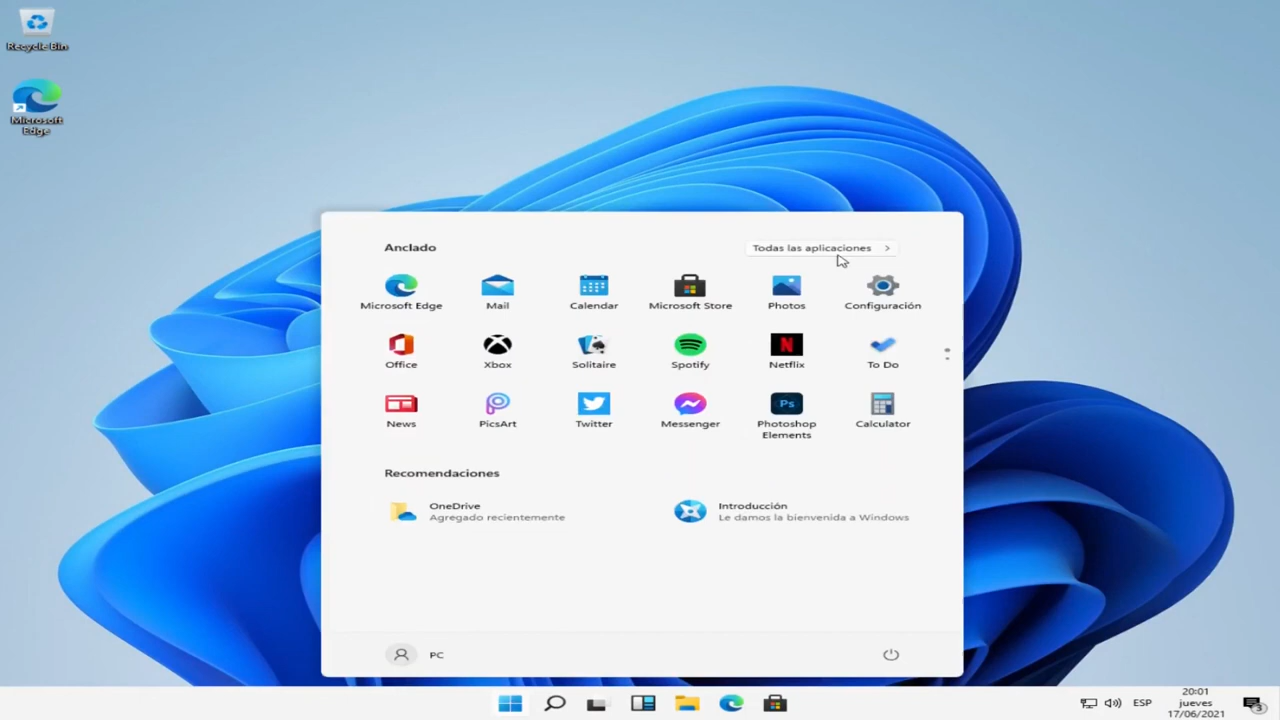 Recycle Bin
Microsoft
Edge
Anclado
Todas las aplicaciones
Microsoft Edge
Mail
Calendar
Microsoft Store
Photos
Configuración
Office
Xbox
Solitaire
Spotify
Netflix
To Do
News
PicsArt
Twitter
Messenger
Ps
Photoshop
Elements
Calculator
Recomendaciones
OneDrive
Agregado recientemente
Introducción
Le damos la bienvenida a Windows
PC
ESP
20:01
jueves
17/06/2021
3